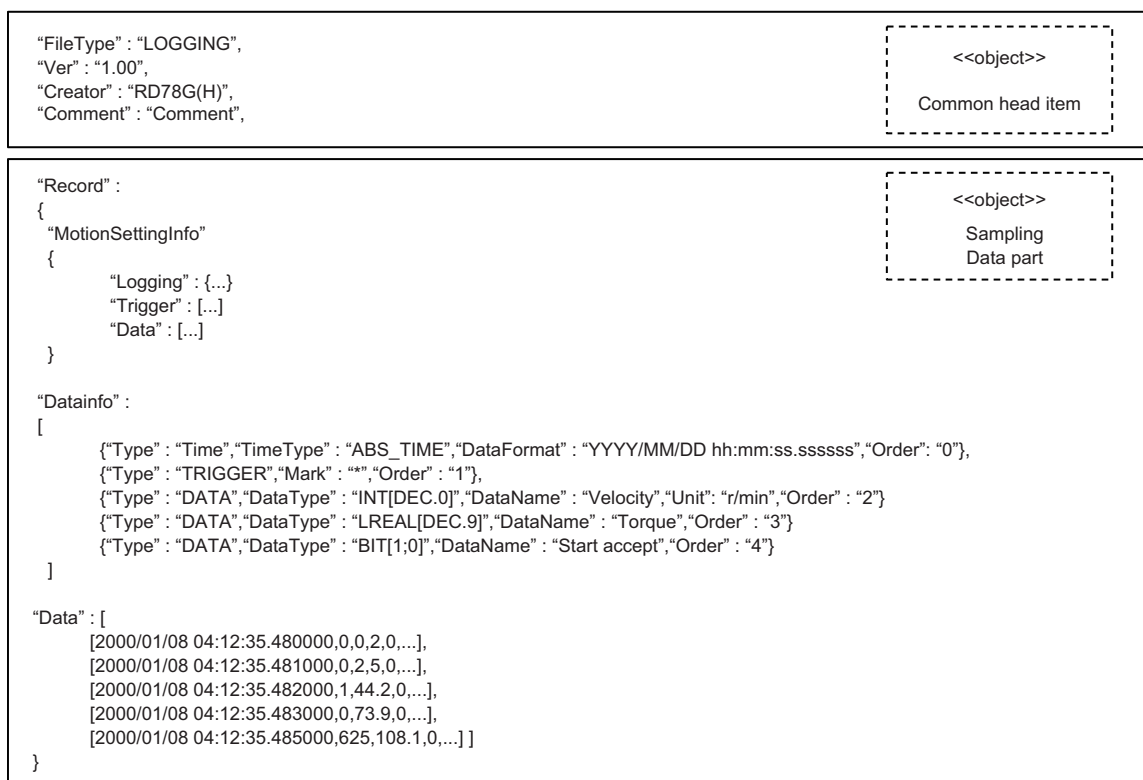 “FileType” : “LOGGING”,
“Ver” : “1.00”,
“Creator” : “RD78G(H)”,
“Comment” : “Comment”,
<<object>>
Common head item
“Record” :
{
“MotionSettingInfo”
{
“Logging” : {...}
“Trigger” : [...]
“Data” : [...]
}
<<object>>
Sampling
Data part
“Datainfo” :
[
{“Type” : “Time”,“TimeType” : “ABS_TIME”,“DataFormat” : “YYYY/MM/DD hh:mm:ss.ssssss”,“Order”: “0”},
{“Type” : “TRIGGER”,“Mark” : “*”,“Order” : “1”},
{“Type” : “DATA”,“DataType” : “INT[DEC.0]”,“DataName” : “Velocity”,“Unit”: “r/min”,“Order” : “2”}
{“Type” : “DATA”,“DataType” : “LREAL[DEC.9]”,“DataName” : “Torque”,“Order” : “3”}
{“Type” : “DATA”,“DataType” : “BIT[1;0]”,“DataName” : “Start accept”,“Order” : “4”}
]
“Data” : [
[2000/01/08 04:12:35.480000,0,0,2,0,...],
[2000/01/08 04:12:35.481000,0,2,5,0,...],
[2000/01/08 04:12:35.482000,1,44.2,0,...],
[2000/01/08 04:12:35.483000,0,73.9,0,...],
[2000/01/08 04:12:35.485000,625,108.1,0,...] ]
}